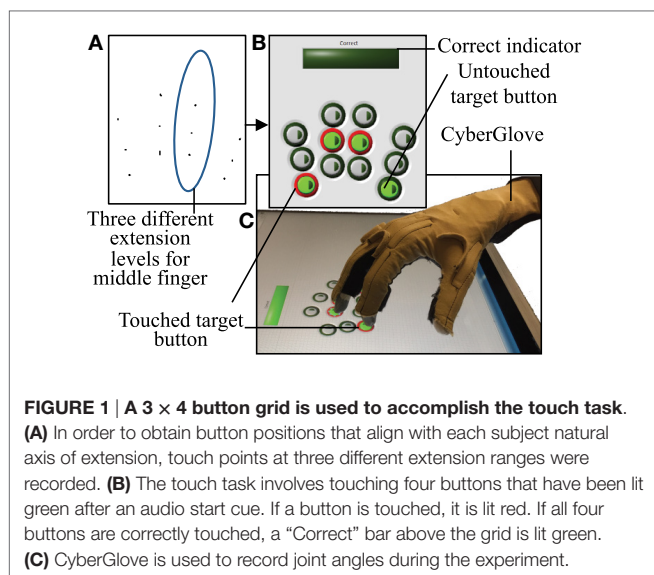 A
B
Correct
Correct indicator
Untouched
target button
CyberGlove
Three different
extension
levels for
middle finger
C
Touched target
button
FIGURE 1 | A 3 × 4 button grid is used to accomplish the touch task.
(A) In order to obtain button positions that align with each subject natural
axis of extension, touch points at three different extension ranges were
recorded. (B) The touch task involves touching four buttons that have been lit
green after an audio start cue. If a button is touched, it is lit red. If all four
buttons are correctly touched, a “Correct” bar above the grid is lit green.
(C) CyberGlove is used to record joint angles during the experiment.